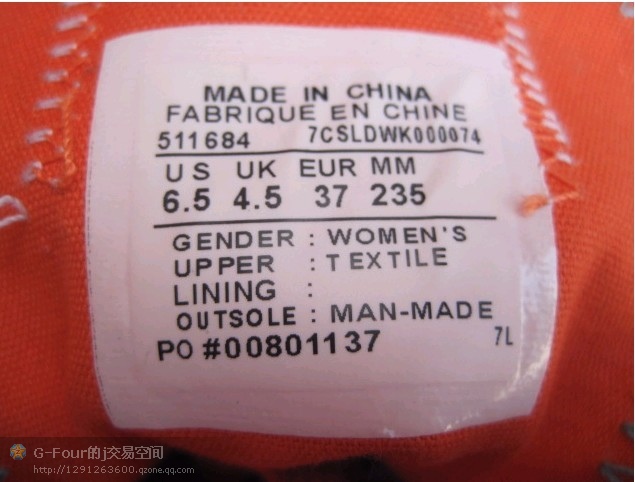 MADE IN CHINA
FABRIQUE EN CHINE
511684 7CSLDWK000074
US UK EUR MM
6.5 4.5 37 235
GENDER : WOMEN'S
UPPER : TEXTILE
LINING :
OUTSOLE : MAN-MADE
PO #00801137 7L
G-Four的j交易空间
http://1291263600.qzone.qq.com